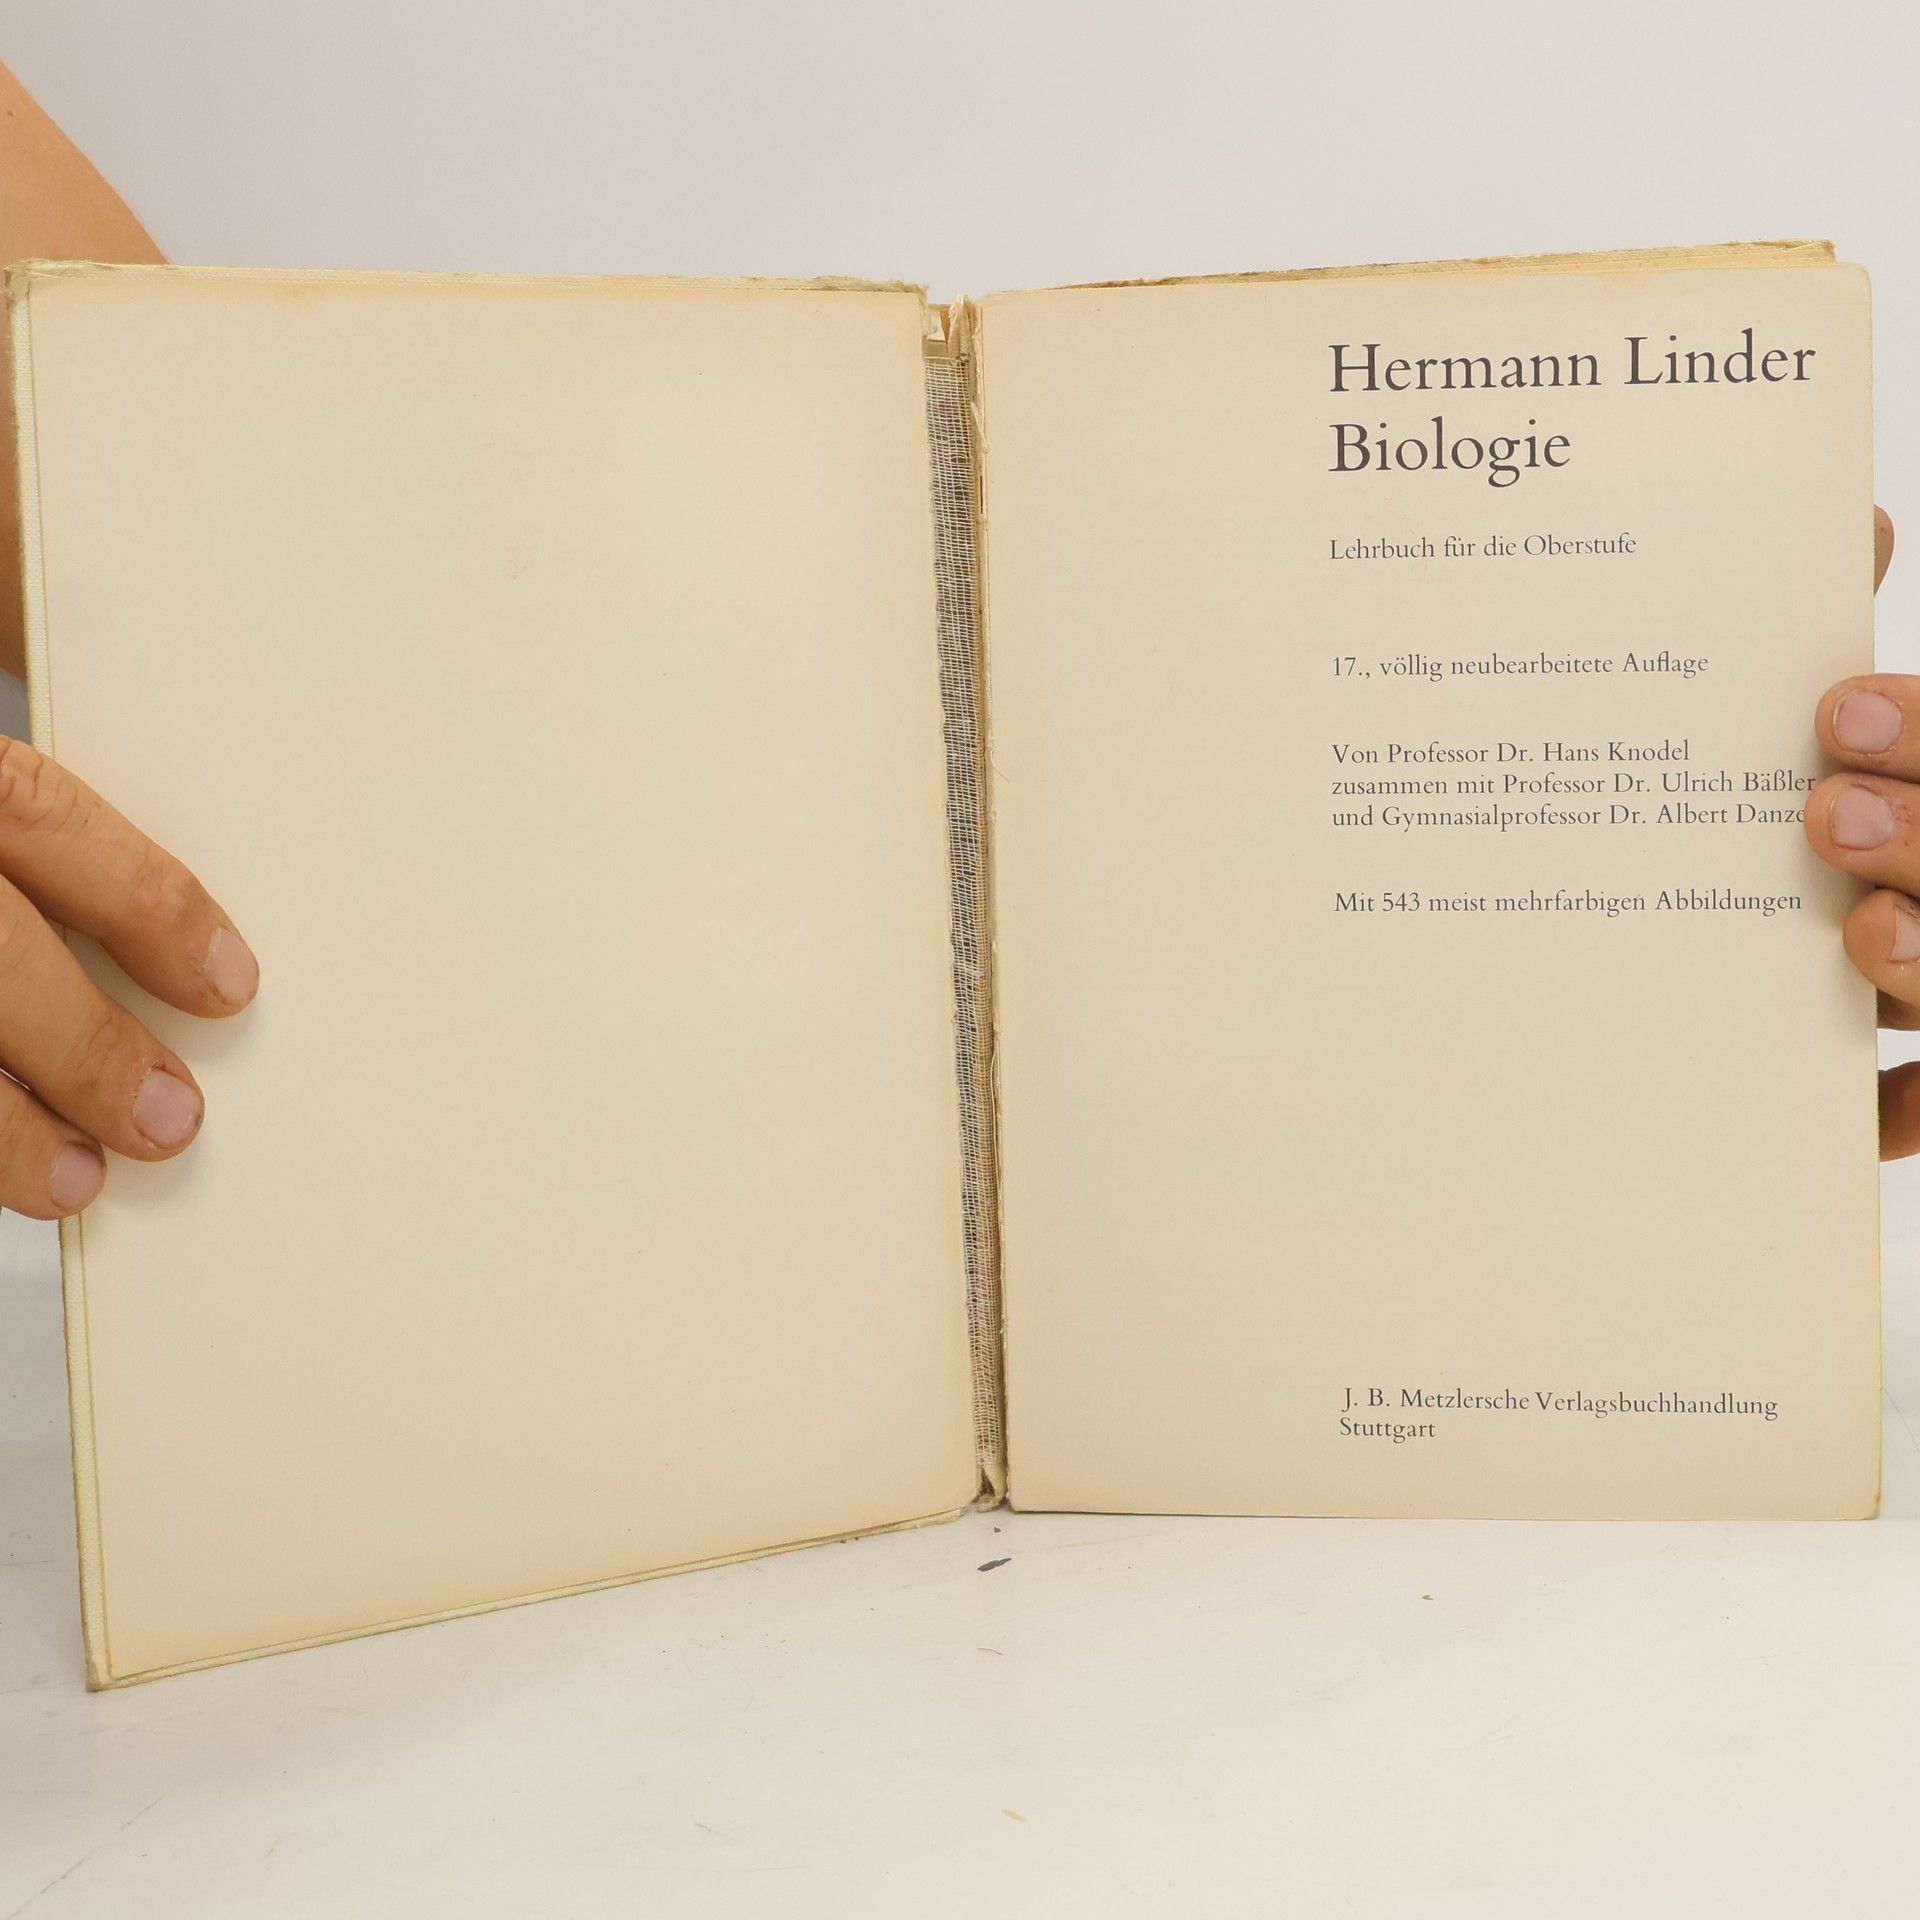 Hermann Linder
Biologie
Lehrbuch für die Oberstufe
17., völlig neubearbeitete Auflage
Von Professor Dr. Hans Knodel
zusammen mit Professor Dr. Ulrich Bäßler
und Gymnasialprofessor Dr. Albert
Mit 543 meist mehrfarbigen Abbildungen
J. B. Metzlersche Verlagsbuchhandlung
Stuttgart